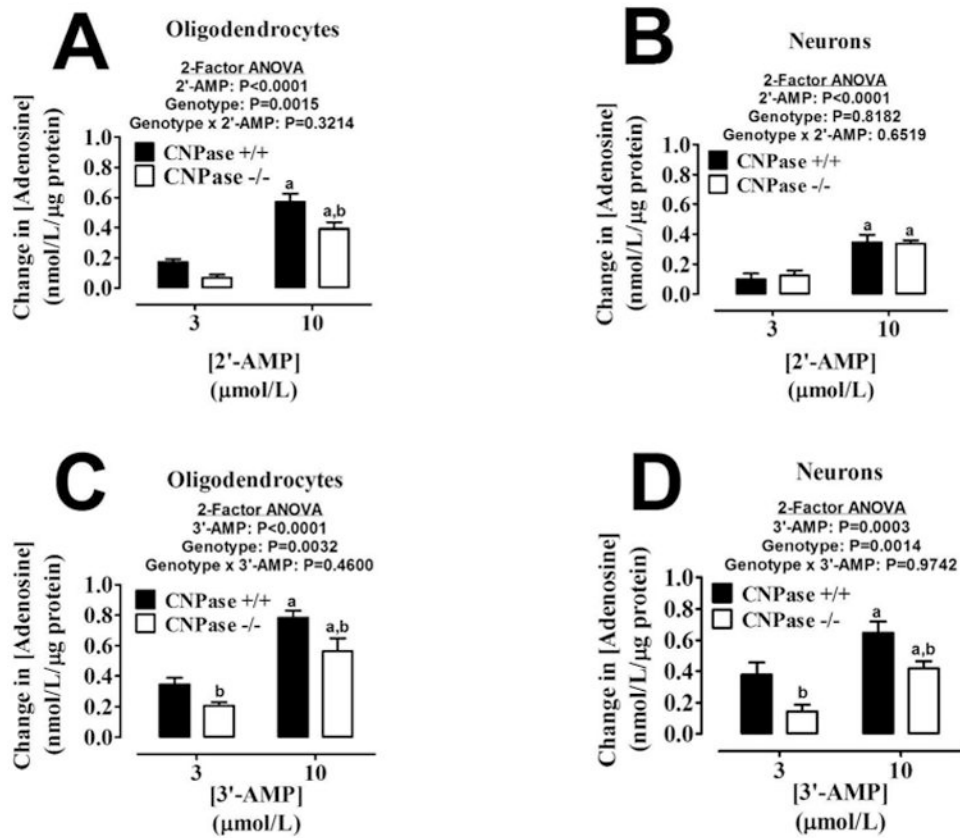 A
Oligodendrocytes
2-Factor ANOVA
2'-AMP: P<0.0001
Genotype: P=0.0015
Genotype x 2'-AMP: P=0.3214
Change in [Adenosine]
(nmol/L/μg protein)
1.0
0.8
0.6
0.4
0.2
0.0
CNPase +/+
CNPase -/-
a
a,b
3
10
[2'-AMP]
(μmol/L)
B
Neurons
2-Factor ANOVA
2'-AMP: P<0.0001
Genotype: P=0.8182
Genotype x 2'-AMP: 0.6519
Change in [Adenosine]
(nmol/L/μg protein)
1.0
0.8
0.6
0.4
0.2
0.0
CNPase +/+
CNPase -/-
a
a
3
10
[2'-AMP]
(μmol/L)
C
Oligodendrocytes
2-Factor ANOVA
3'-AMP: P<0.0001
Genotype: P=0.0032
Genotype x 3'-AMP: P=0.4600
Change in [Adenosine]
(nmol/L/μg protein)
1.0
0.8
0.6
0.4
0.2
0.0
CNPase +/+
CNPase -/-
b
a
a,b
3
10
[3'-AMP]
(μmol/L)
D
Neurons
2-Factor ANOVA
3'-AMP: P=0.0003
Genotype: P=0.0014
Genotype x 3'-AMP: P=0.9742
Change in [Adenosine]
(nmol/L/μg protein)
1.0
0.8
0.6
0.4
0.2
0.0
CNPase +/+
CNPase -/-
b
a
a,b
3
10
[3'-AMP]
(μmol/L)